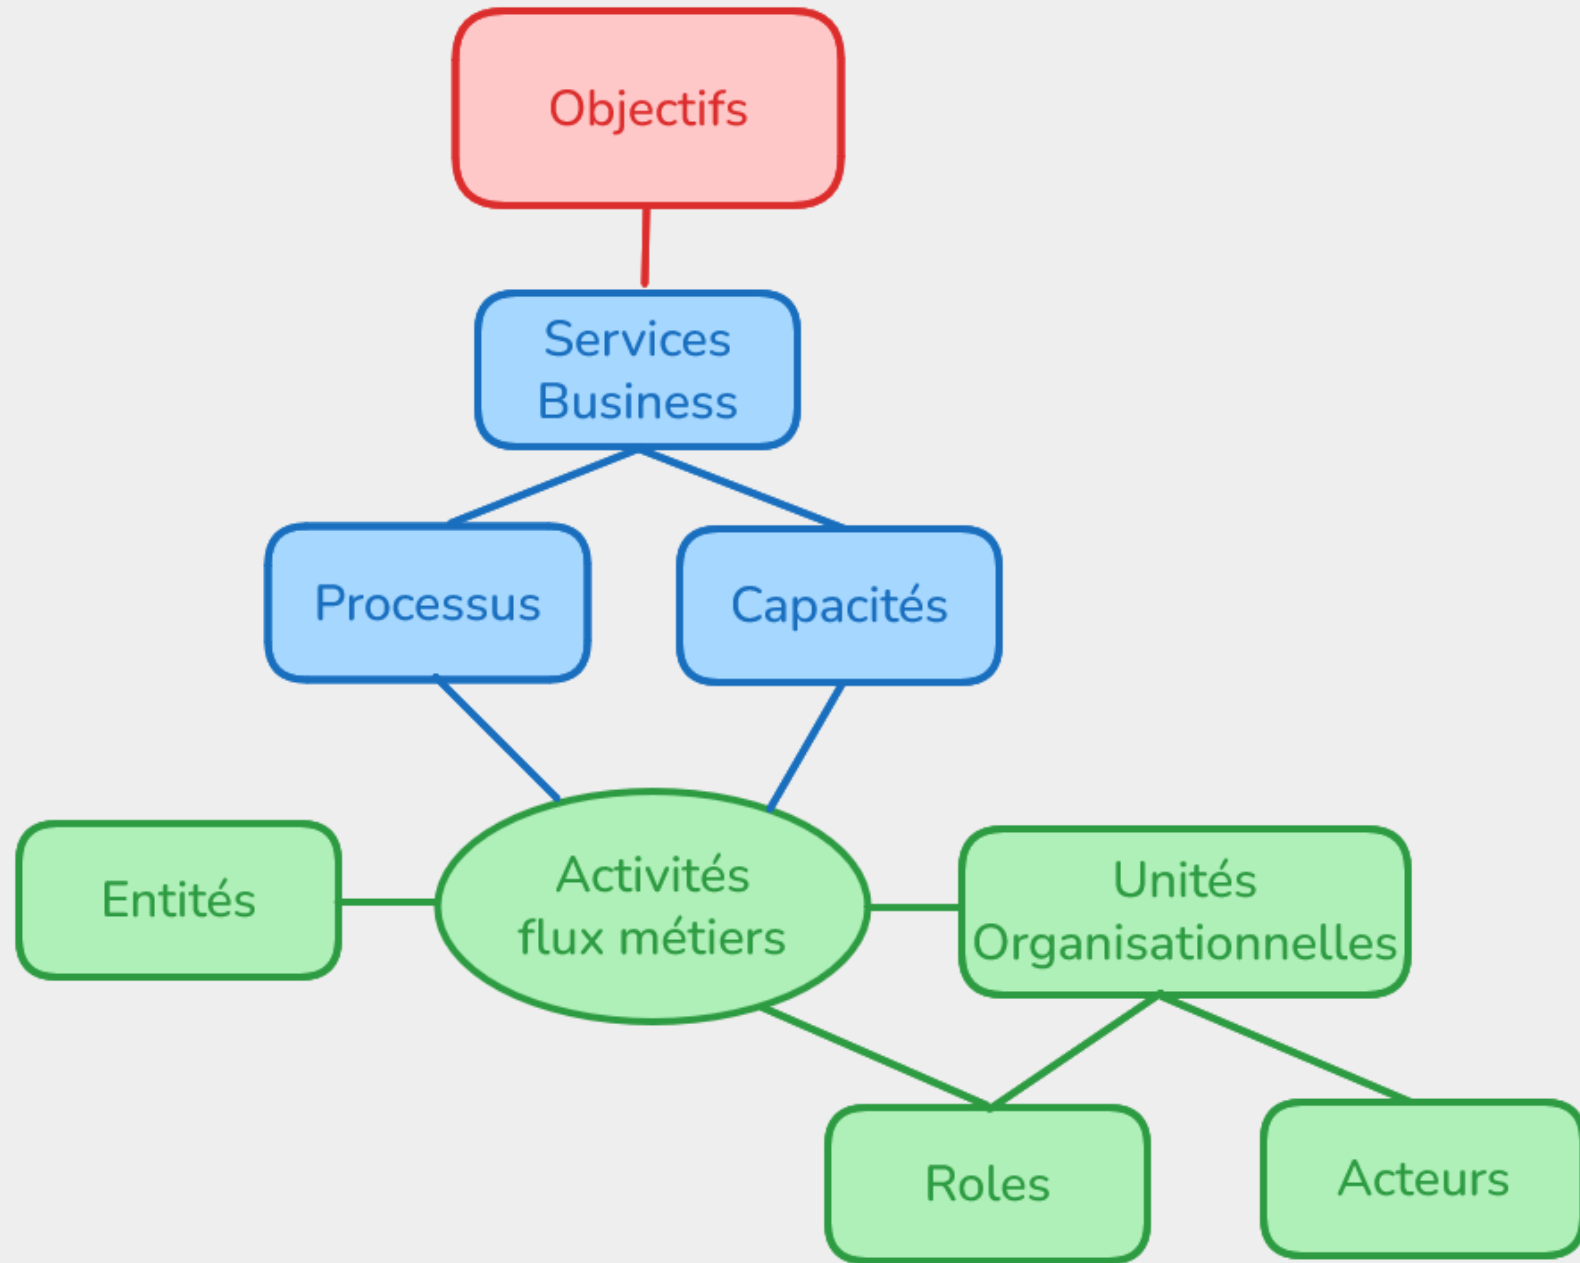 Objectifs
Services
Business
Processus
Capacités
Entités
Activités
flux métiers
Unités
Organisationnelles
Roles
Acteurs